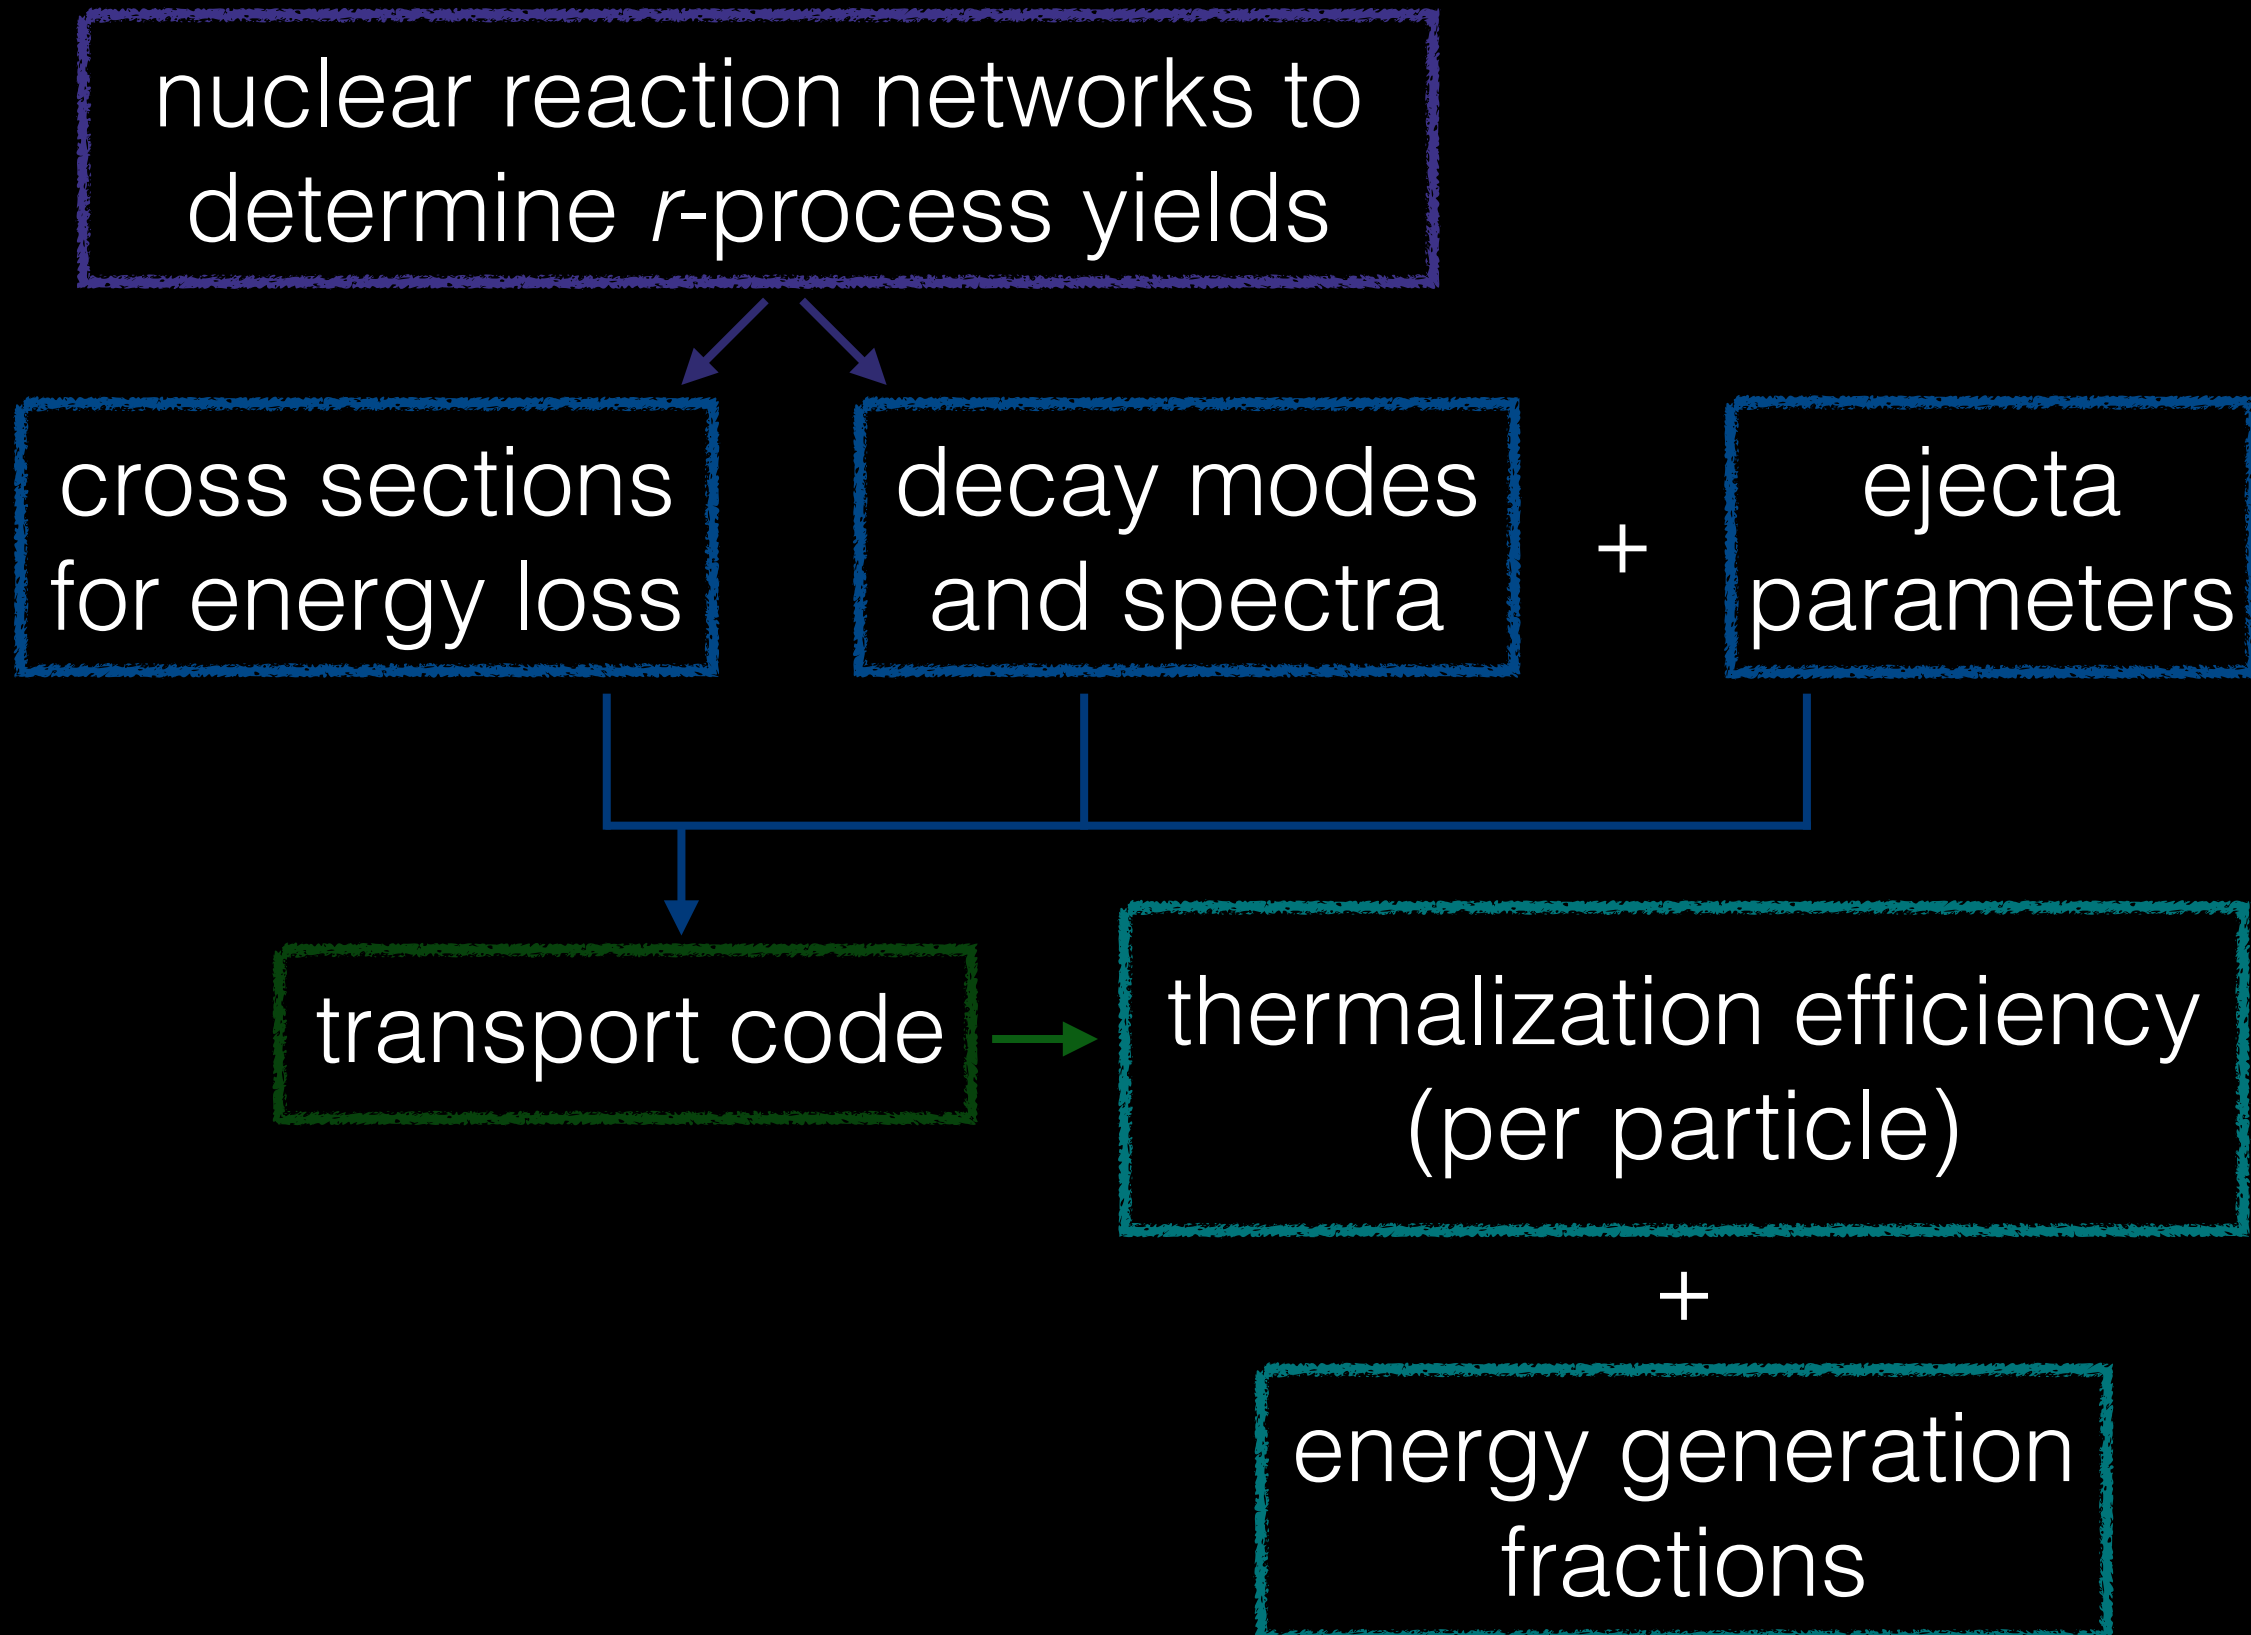 nuclear reaction networks to
determine r-process yields
cross sections
for energy loss
decay modes
and spectra
+
ejecta
parameters
transport code
thermalization efficiency
(per particle)
+
energy generation
fractions